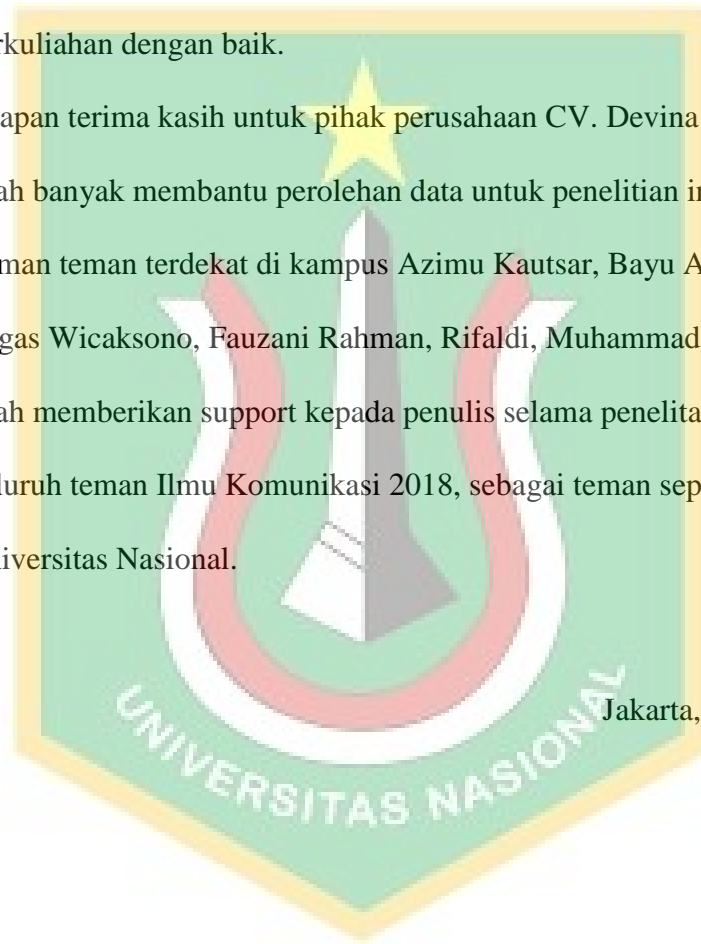 rkuliahan dengan baik.
apan terima kasih untuk pihak perusahaan CV. Devina
ah banyak membantu perolehan data untuk penelitian in
man teman terdekat di kampus Azimu Kautsar, Bayu A
gas Wicaksono, Fauzani Rahman, Rifaldi, Muhammad
ah memberikan support kepada penulis selama penelita
luruh teman Ilmu Komunikasi 2018, sebagai teman sep
niversitas Nasional.
Jakarta,
UNIVERSITAS NASIONAL